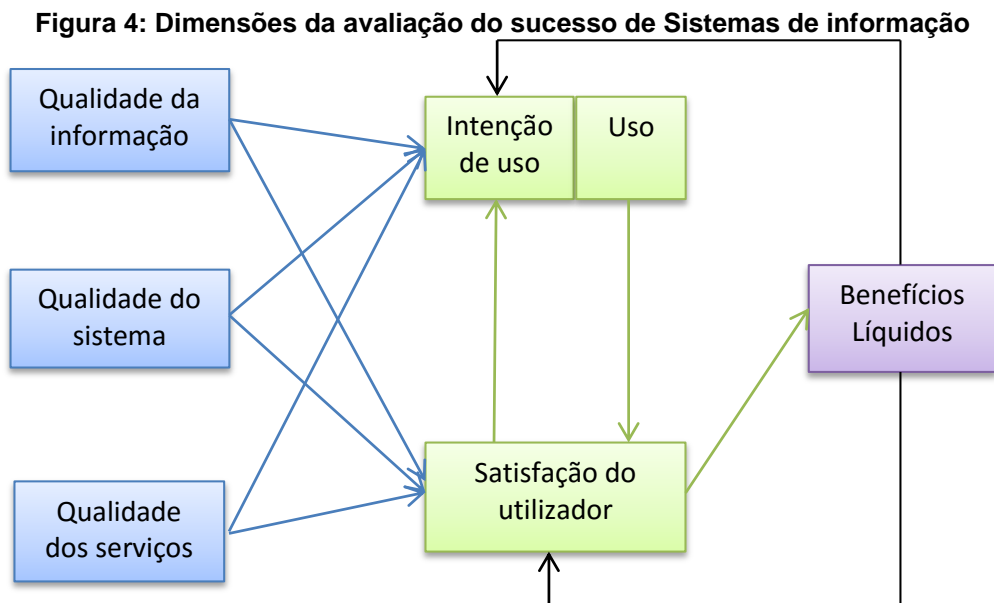 Figura 4: Dimensões da avaliação do sucesso de Sistemas de informação
Qualidade da
informação
Intenção
de uso
Uso
Qualidade do
sistema
Benefícios
Líquidos
Satisfação do
utilizador
Qualidade
dos serviços